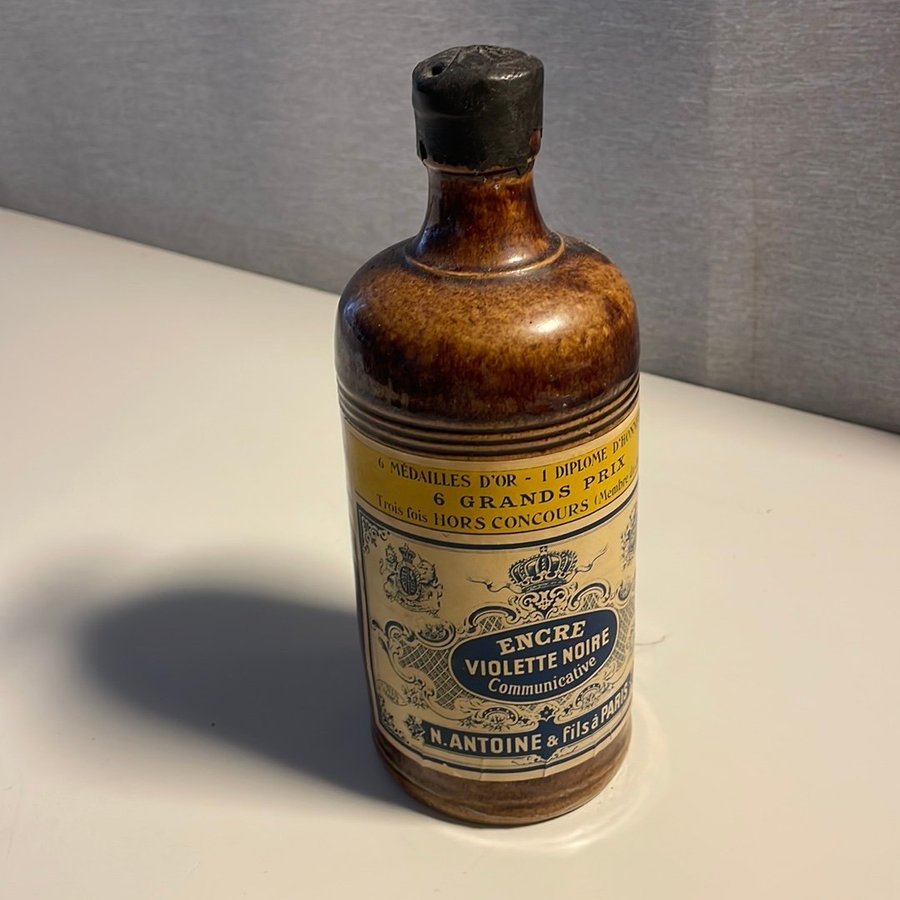 6 MÉDAILLES D'OR - 1 DIPLOME
6 GRANDS PRIX
Trois fois HORS CONCOURS (Membre
ENCRE
VIOLETTE NOIRE
Communicative
N. ANTOINE & Fils à PARIS